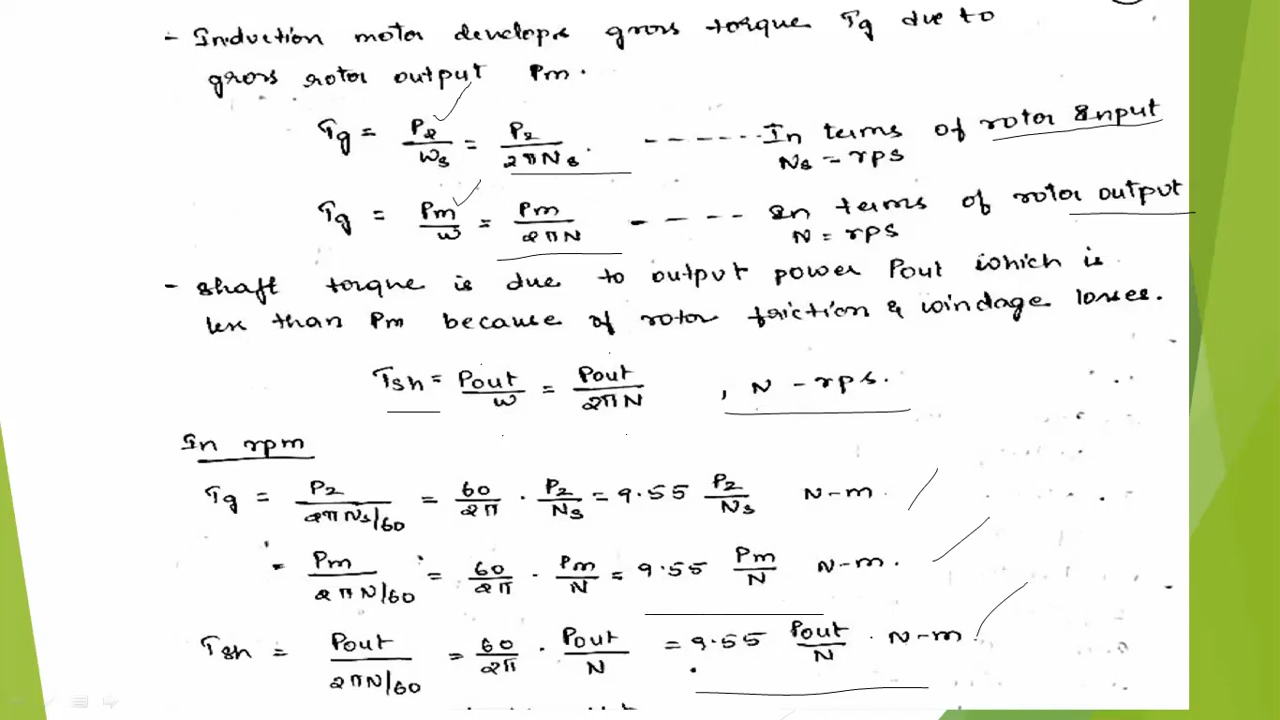 - Induction motor develops gross torque Tg due to
gross rotor output Pm.
Tg = P2/ωs = P2/2πNs. ------- In terms of rotor Input
Ns = rps
Tg = Pm/ω = Pm/2πN ----- In terms of rotor output
N = rps
- Shaft torque is due to output power Pout which is
less than Pm because of rotor friction & windage losses.
Tsh = Pout/ω = Pout/2πN , N - rps.
In rpm
Tg = P2/2πNs/60 = 60/2π . P2/Ns = 9.55 P2/Ns N-m
= Pm/2πN/60 = 60/2π . Pm/N = 9.55 Pm/N N-m.
Tsh = Pout/2πN/60 = 60/2π . Pout/N = 9.55 Pout/N . N-m.